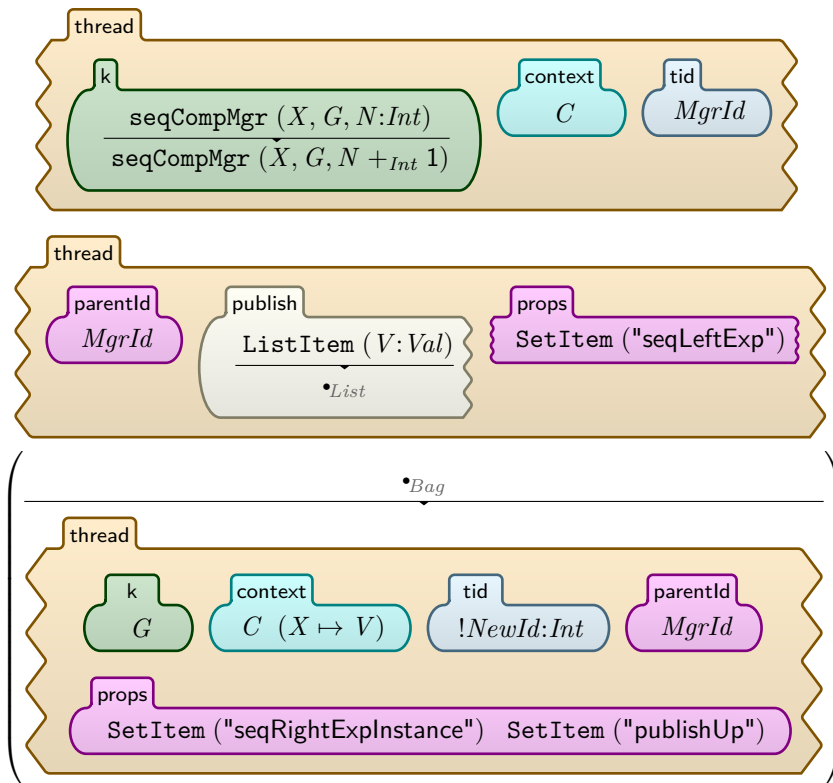 thread
k context tid
seqCompMgr (X, G, N:Int) C MgrId
seqCompMgr (X, G, N +Int 1)
thread
parentId publish props
MgrId ListItem (V:Val) SetItem ("seqLeftExp")
•List
•Bag
thread
k context tid parentId
G C (X ↦ V) !NewId:Int MgrId
props
SetItem ("seqRightExpInstance") SetItem ("publishUp")